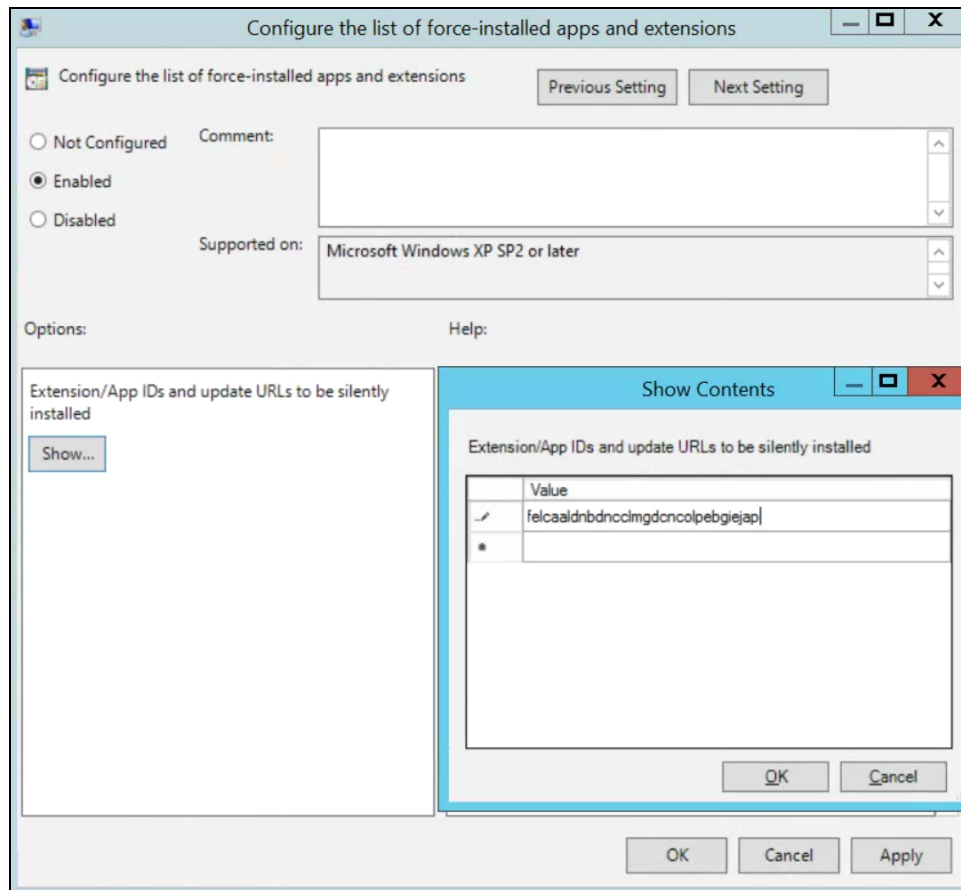 Configure the list of force-installed apps and extensions
Configure the list of force-installed apps and extensions
Previous Setting
Next Setting
Not Configured
Comment:
Enabled
Disabled
Supported on:
Microsoft Windows XP SP2 or later
Options:
Help:
Extension/App IDs and update URLs to be silently
installed
Show...
Show Contents
Extension/App IDs and update URLs to be silently installed
Value
felcaaldnbdncclmgdcncolpebgiejap
OK
Cancel
OK
Cancel
Apply